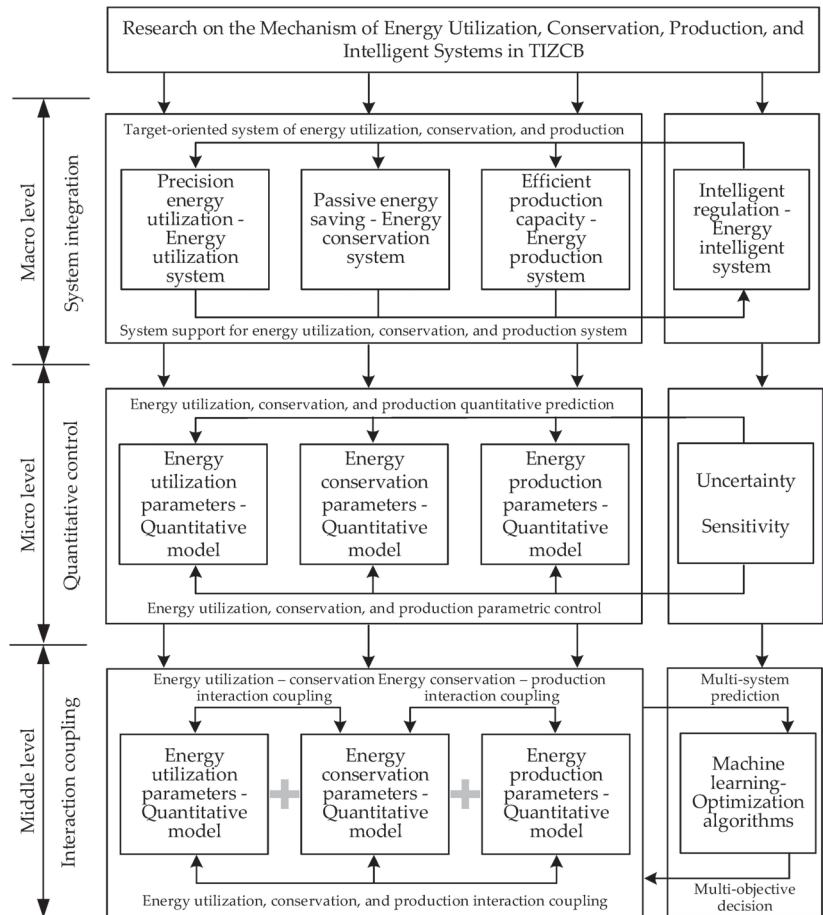 Research on the Mechanism of Energy Utilization, Conservation, Production, and
Intelligent Systems in TIZCB
Macro level
System integration
Target-oriented system of energy utilization, conservation, and production
Precision
energy
utilization -
Energy
utilization system
Passive energy
saving - Energy
conservation
system
Efficient
production
capacity -
Energy
production system
Intelligent
regulation -
Energy
intelligent
system
System support for energy utilization, conservation, and production system
Micro level
Quantitative control
Energy utilization, conservation, and production quantitative prediction
Energy
utilization
parameters -
Quantitative
model
Energy
conservation
parameters -
Quantitative
model
Energy
production
parameters -
Quantitative
model
Uncertainty
Sensitivity
Energy utilization, conservation, and production parametric control
Middle level
Interaction coupling
Energy utilization – conservation
interaction coupling
Energy conservation – production
interaction coupling
Multi-system
prediction
Energy
utilization
parameters -
Quantitative
model
+
Energy
conservation
parameters -
Quantitative
model
+
Energy
production
parameters -
Quantitative
model
Machine
learning-
Optimization
algorithms
Energy utilization, conservation, and production interaction coupling
Multi-objective
decision